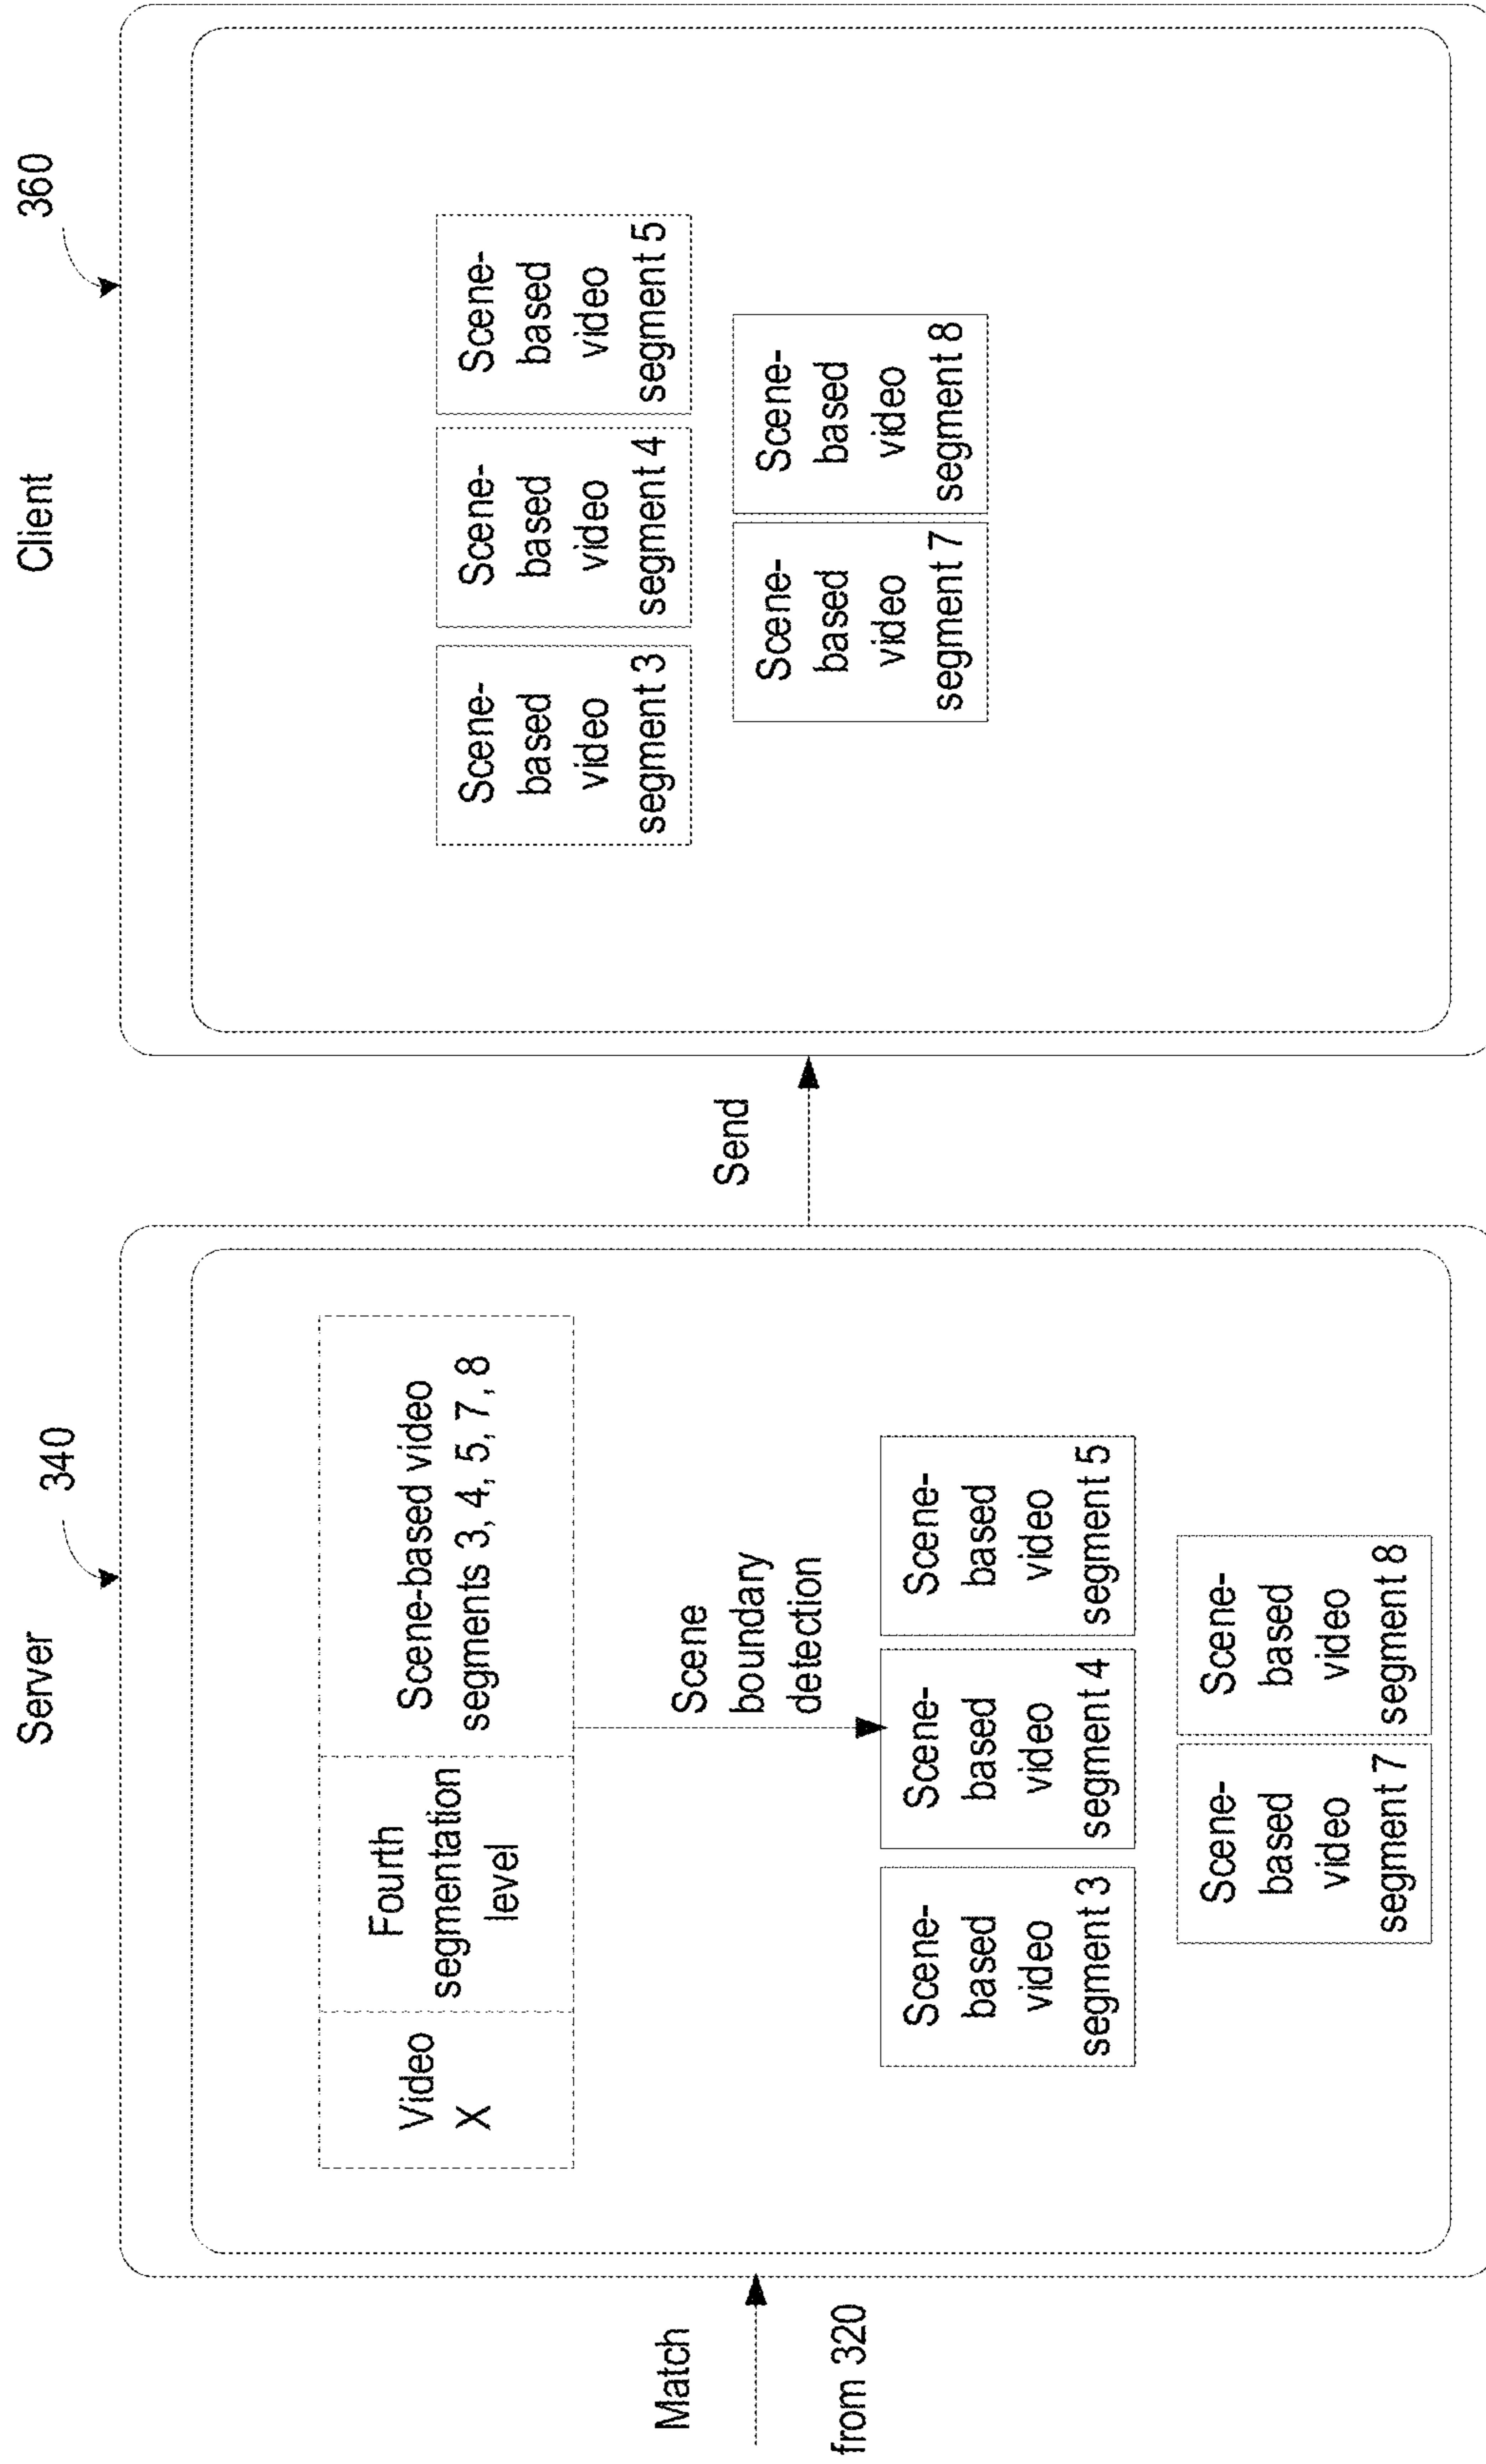 Server
340
Client
360
Match
from 320
Video
X
Fourth
segmentation
level
Scene-based video
segments 3, 4, 5, 7, 8
Scene
boundary
detection
Scene-
based
video
segment 3
Scene-
based
video
segment 4
Scene-
based
video
segment 5
Scene-
based
video
segment 7
Scene-
based
video
segment 8
Send
Scene-
based
video
segment 3
Scene-
based
video
segment 4
Scene-
based
video
segment 5
Scene-
based
video
segment 7
Scene-
based
video
segment 8